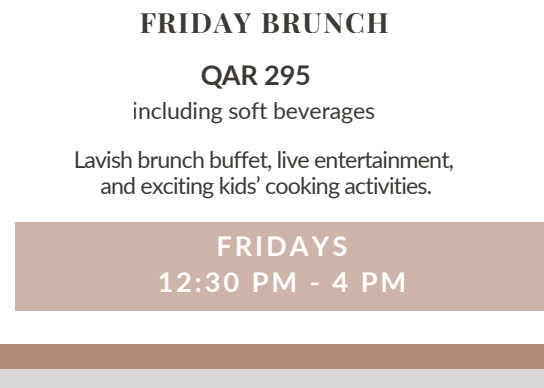 FRIDAY BRUNCH
QAR 295
including soft beverages
Lavish brunch buffet, live entertainment,
and exciting kids’ cooking activities.
FRIDAYS
12:30 PM - 4 PM